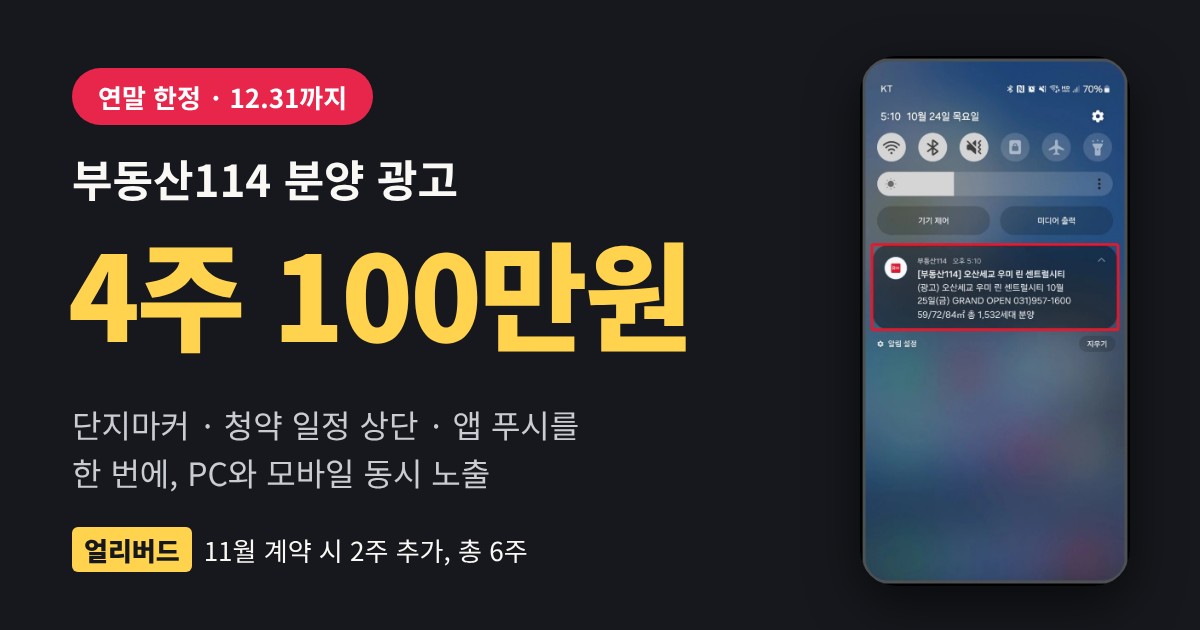 연말 한정 · 12.31까지
부동산114 분양 광고
4주 100만원
단지마커 · 청약 일정 상단 · 앱 푸시를
한 번에, PC와 모바일 동시 노출
얼리버드 11월 계약 시 2주 추가, 총 6주
KT 70%
5:10 10월 24일 목요일
기기 제어 미디어 출력
부동산114 오후 5:10
[부동산114] 오산세교 우미 린 센트럴시티
(광고) 오산세교 우미 린 센트럴시티 10월
25일(금) GRAND OPEN 031)957-1600
59/72/84㎡ 총 1,532세대 분양
알림 설정 지우기